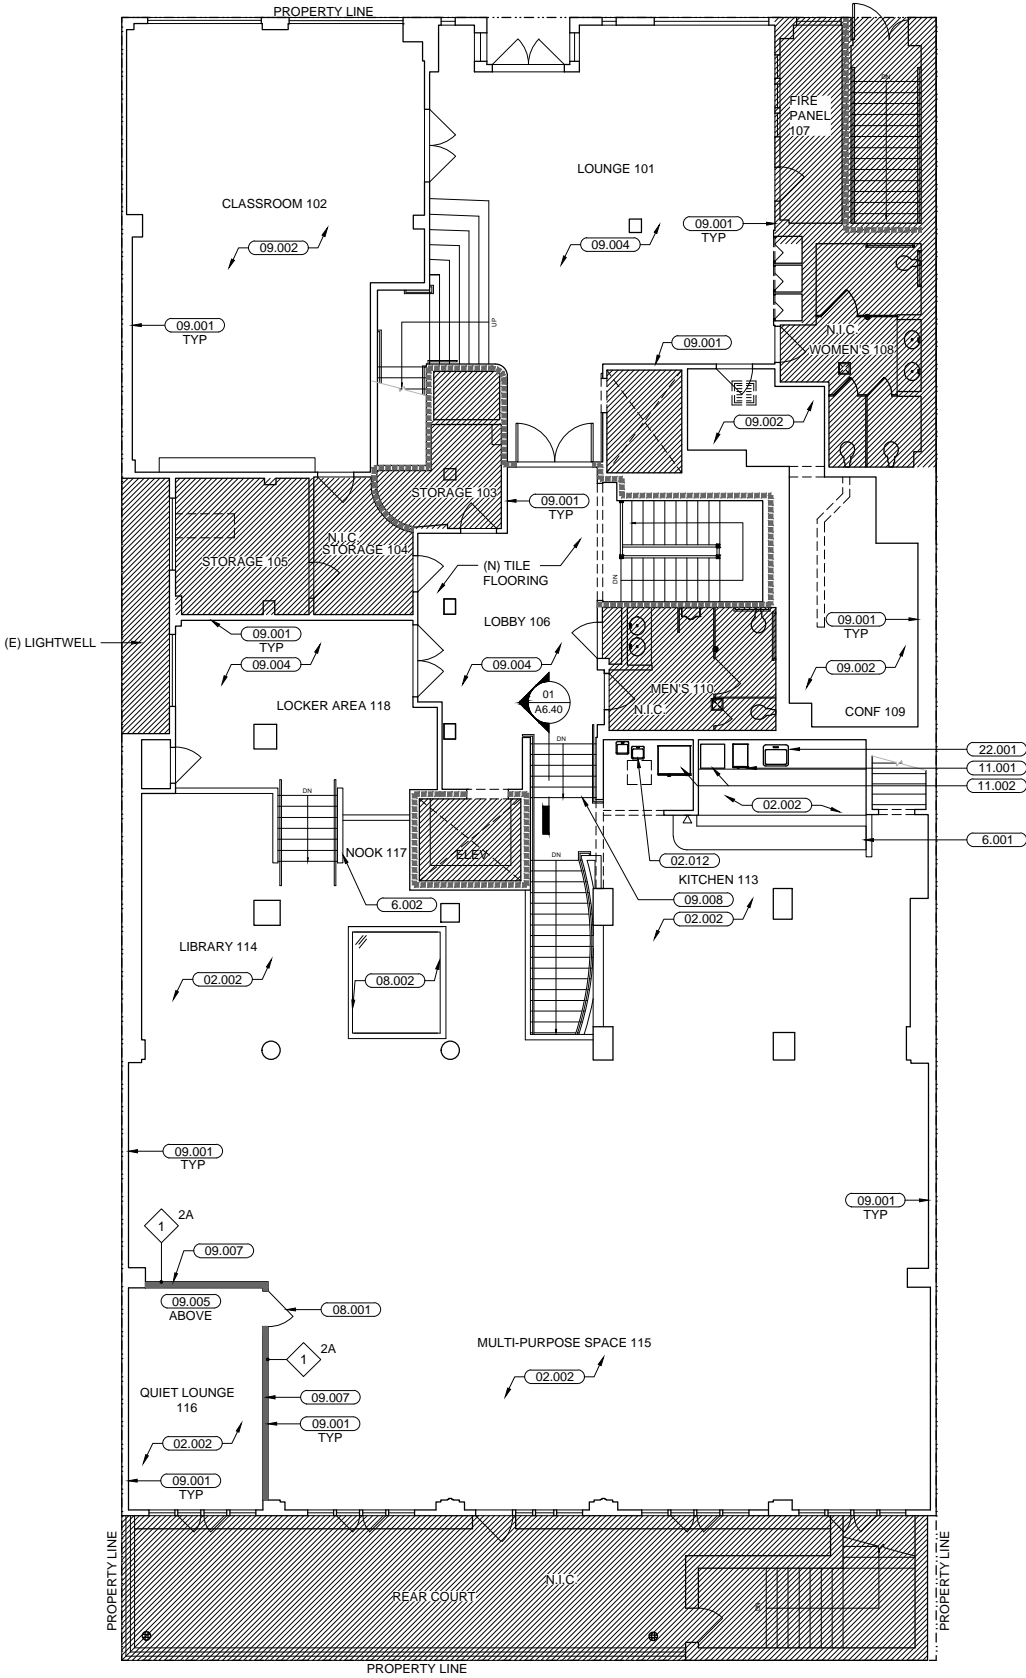 PROPERTY LINE
DN
FIRE
PANEL
107
LOUNGE 101
CLASSROOM 102
09.001
TYP
09.002
09.004
09.001
TYP
UP
N.I.C.
WOMEN'S 108
09.001
09.002
STORAGE 103
09.001
TYP
N.I.C.
STORAGE 104
STORAGE 105
(N) TILE
FLOORING
DN
LOBBY 106
(E) LIGHTWELL
09.001
TYP
09.004
09.004
09.001
TYP
09.002
MEN'S 110
N.I.C.
LOCKER AREA 118
01
A6.40
CONF 109
DN
22.001
11.001
11.002
DN
02.002
6.001
NOOK 117
ELEV
DN
02.012
KITCHEN 113
09.008
02.002
6.002
LIBRARY 114
02.002
08.002
09.001
TYP
09.001
TYP
1
2A
09.007
09.005
ABOVE
08.001
MULTI-PURPOSE SPACE 115
02.002
1
2A
QUIET LOUNGE
116
09.007
09.001
TYP
02.002
09.001
TYP
PROPERTY LINE
PROPERTY LINE
N.I.C.
REAR COURT
DN
PROPERTY LINE